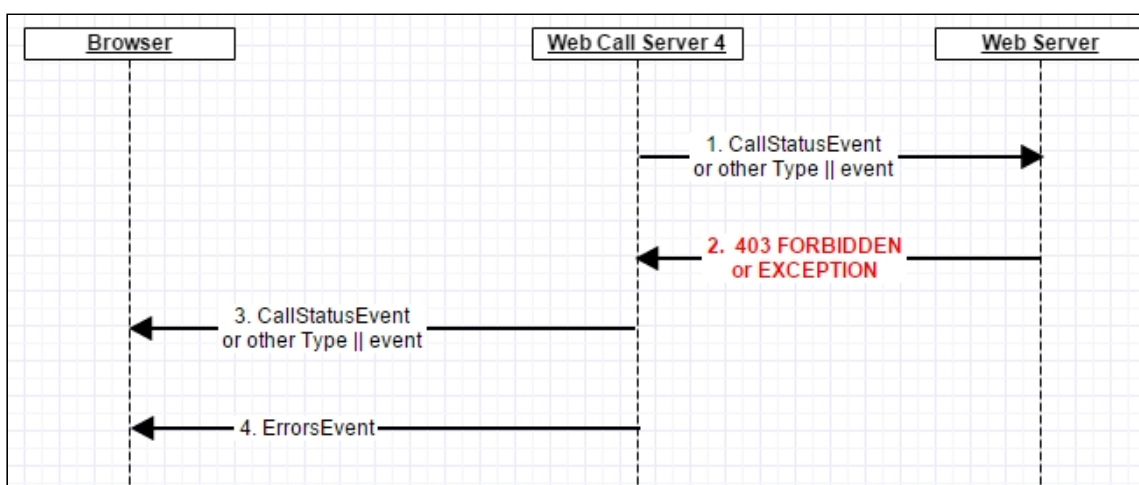 Browser
Web Call Server 4
Web Server
1. CallStatusEvent
or other Type || event
2. 403 FORBIDDEN
or EXCEPTION
3. CallStatusEvent
or other Type || event
4. ErrorsEvent